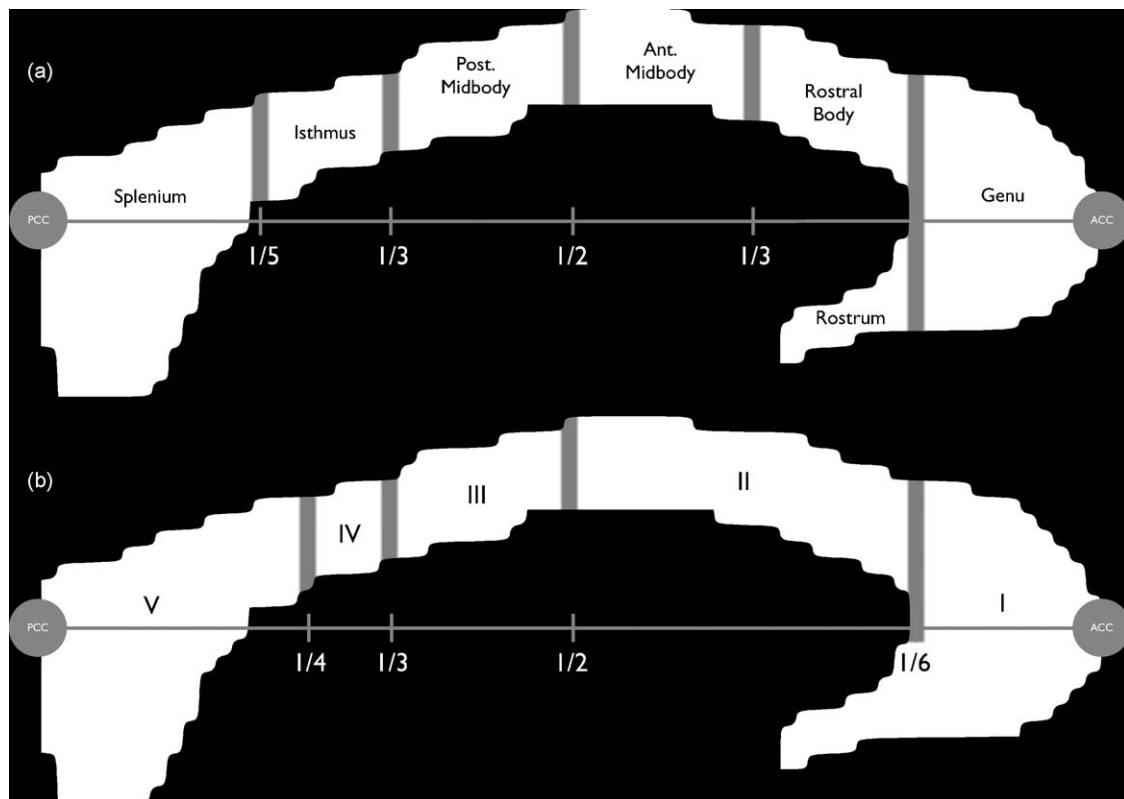 (a)
Post.
Midbody
Ant.
Midbody
Rostral
Body
Isthmus
Splenium
Genu
PCC
ACC
1/5
1/3
1/2
1/3
Rostrum
(b)
III
II
IV
V
I
PCC
ACC
1/4
1/3
1/2
1/6